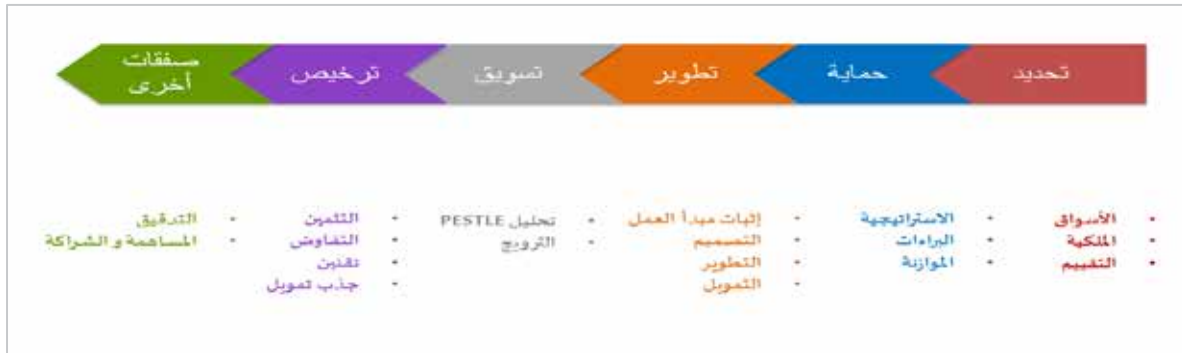 تحديد
حماية
تطوير
تسويق
ترخيص
صفقات
أخرى
• الأسواق
• الملكية
• التقييم
• الاستراتيجية
• البراءات
• الموازنة
• إثبات مبدأ العمل
• التصميم
• التطوير
• التمويل
• تحليل PESTLE
• الترويج
• التثمين
• التفاوض
• تقنين
• جذب تمويل
• التدقيق
• المساهمة و الشراكة